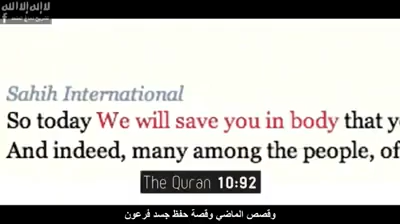 لا إله إلا الله
Sahih International
So today We will save you in body that y
And indeed, many among the people, of
The Quran 10:92
وقصص الماضي وقصة حفظ جسد فرعون